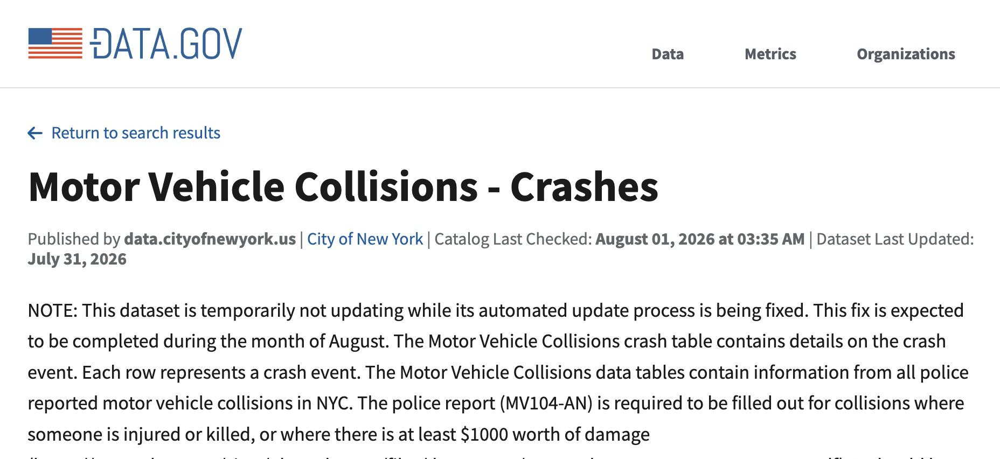 DATA.GOV
Data Metrics Organizations
← Return to search results
Motor Vehicle Collisions - Crashes
Published by data.cityofnewyork.us | City of New York | Catalog Last Checked: August 01, 2026 at 03:35 AM | Dataset Last Updated:
July 31, 2026
NOTE: This dataset is temporarily not updating while its automated update process is being fixed. This fix is expected
to be completed during the month of August. The Motor Vehicle Collisions crash table contains details on the crash
event. Each row represents a crash event. The Motor Vehicle Collisions data tables contain information from all police
reported motor vehicle collisions in NYC. The police report (MV104-AN) is required to be filled out for collisions where
someone is injured or killed, or where there is at least $1000 worth of damage